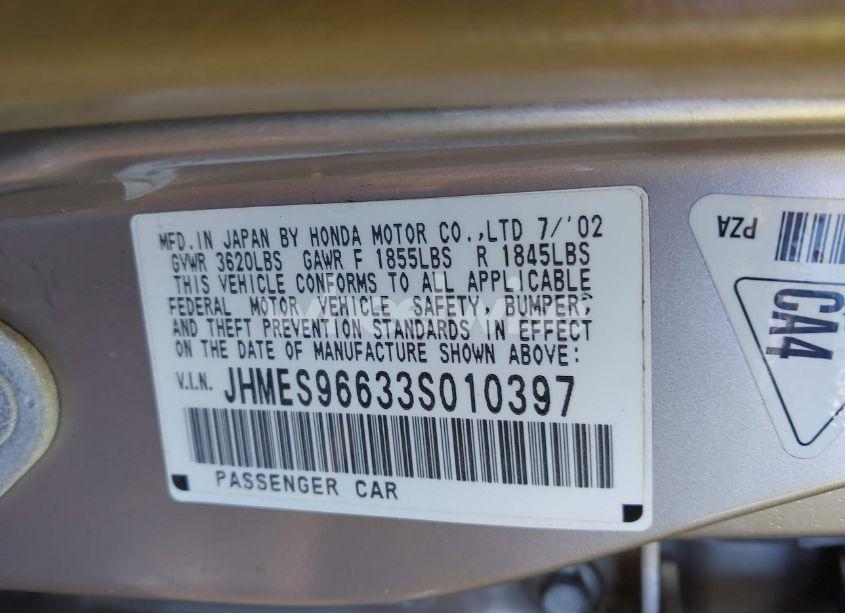 MFD.IN JAPAN BY HONDA MOTOR CO.,LTD 7/'02
GVWR 3620LBS GAWR F 1855LBS R 1845LBS
THIS VEHICLE CONFORMS TO ALL APPLICABLE
FEDERAL MOTOR VEHICLE SAFETY, BUMPER,
AND THEFT PREVENTION STANDARDS IN EFFECT
ON THE DATE OF MANUFACTURE SHOWN ABOVE:
V.I.N. JHMES96633S010397
PASSENGER CAR
PZA
CA4